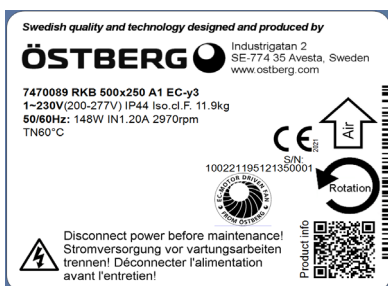 Swedish quality and technology designed and produced by
ÖSTBERG
Industrigatan 2
SE-774 35 Avesta, Sweden
www.ostberg.com
7470089 RKB 500x250 A1 EC-y3
1~230V(200-277V) IP44 Iso.cl.F. 11.9kg
50/60Hz: 148W IN1.20A 2970rpm
TN60°C
CE
2021
Air
S/N:
100221195121350001
Rotation
EC-MOTOR DRIVEN FAN
FROM ÖSTBERG
Product info
Disconnect power before maintenance!
Stromversorgung vor vartungsarbeiten
trennen! Déconnecter l'alimentation
avant l'entretien!